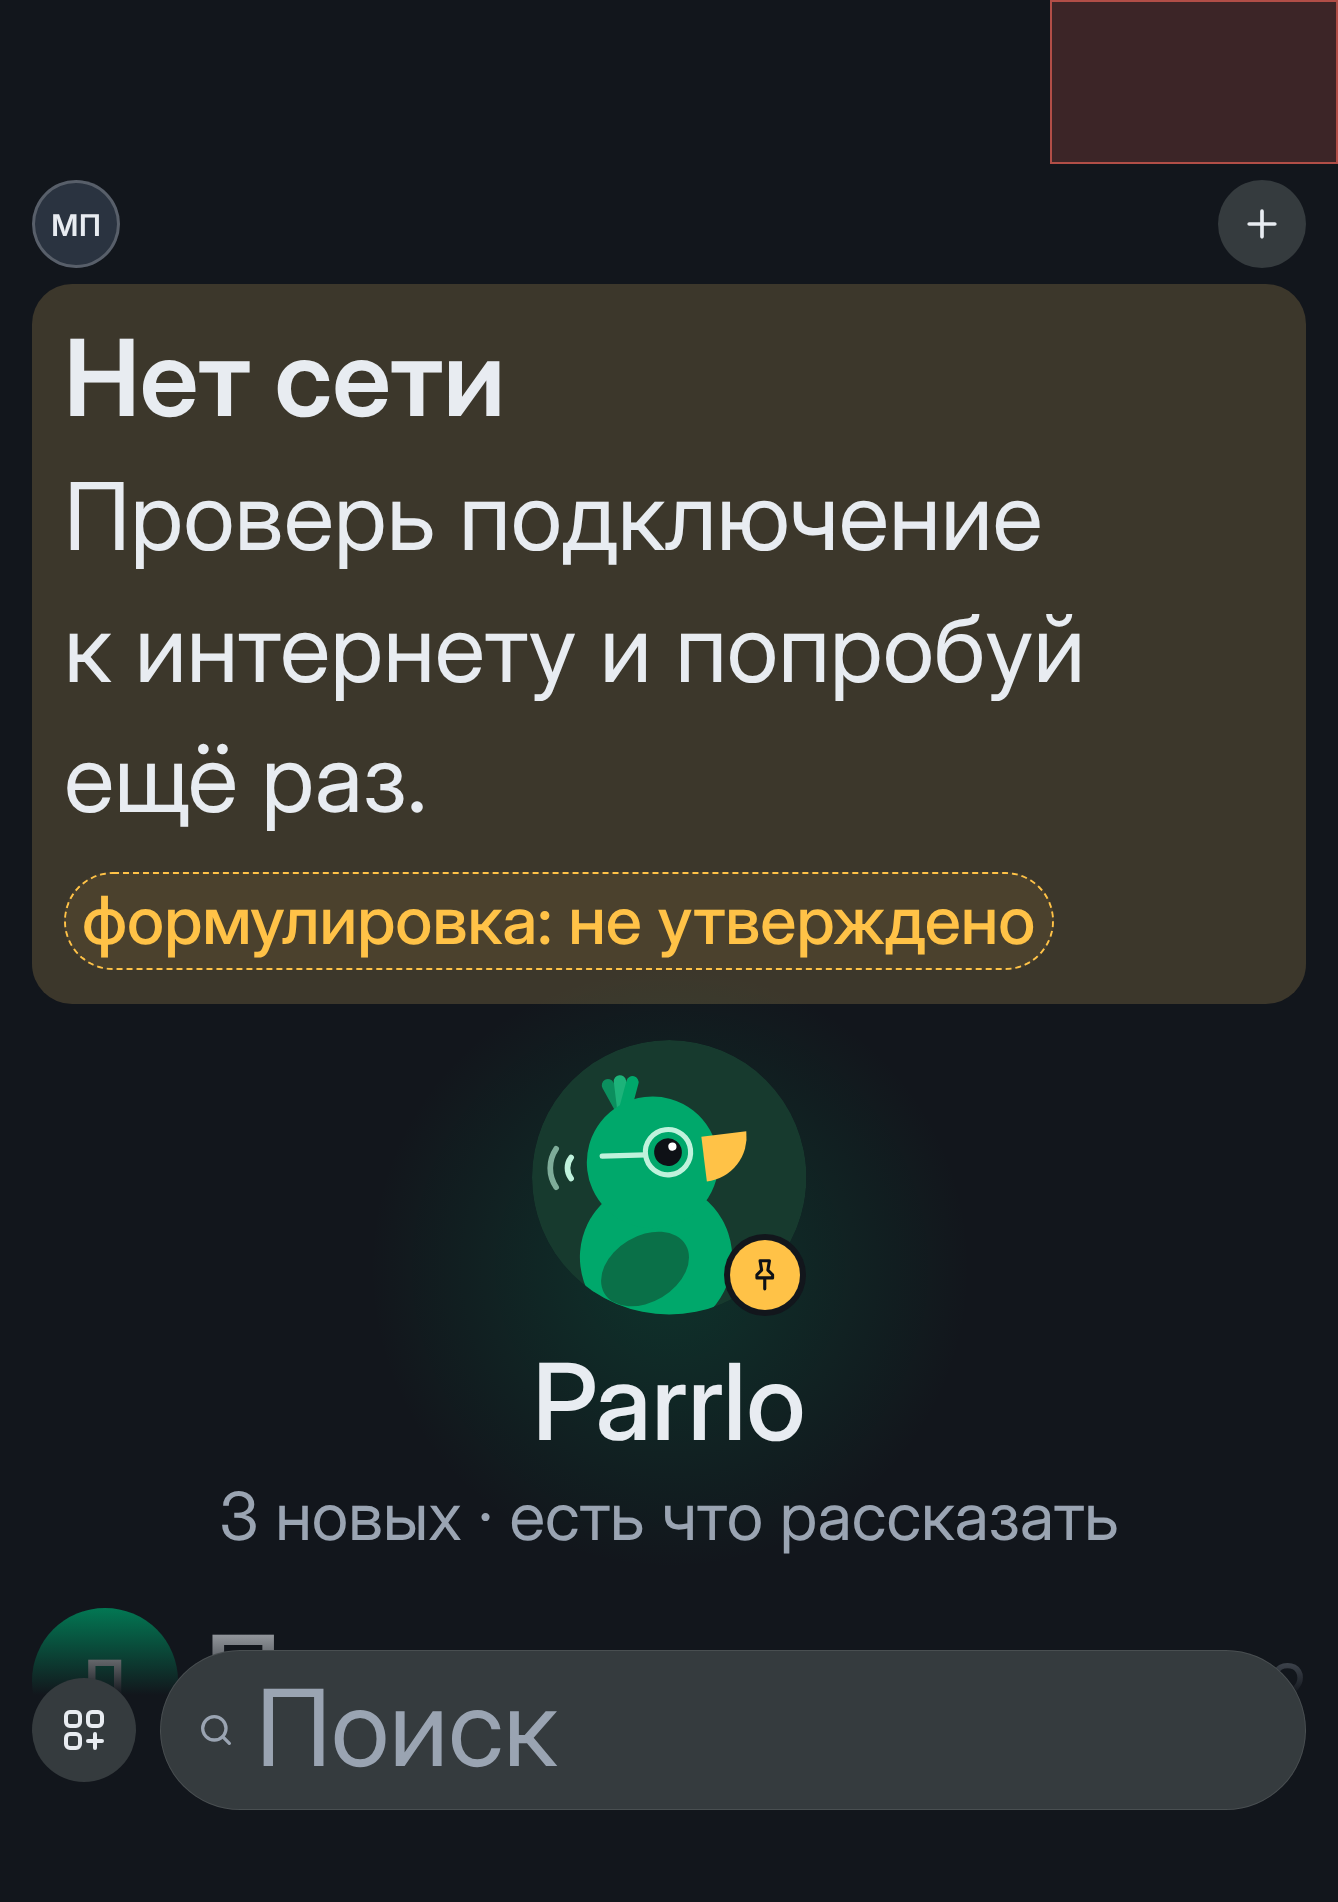 МП
Нет сети
Проверь подключение
к интернету и попробуй
ещё раз.
формулировка: не утверждено
Parrlo
3 новых · есть что рассказать
Поиск